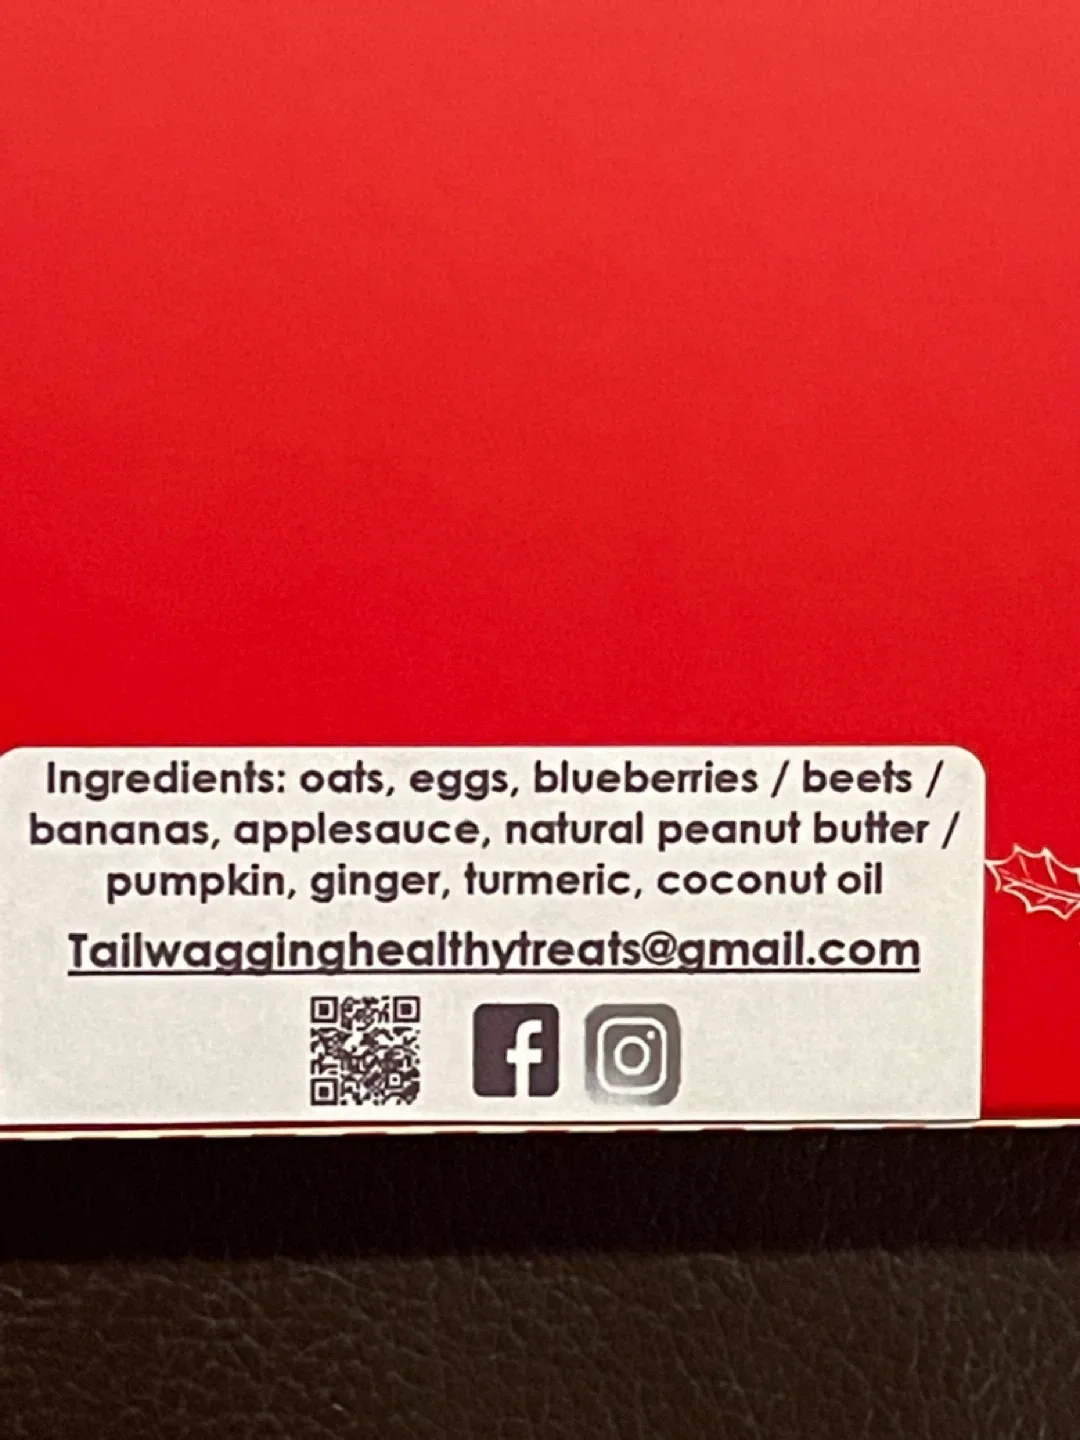 Ingredients: oats, eggs, blueberries / beets /
bananas, applesauce, natural peanut butter /
pumpkin, ginger, turmeric, coconut oil
Tailwagginghealthytreats@gmail.com